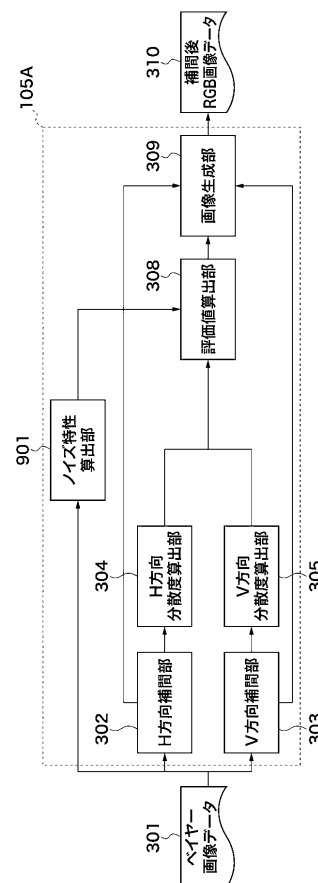 105A
301
ベイヤー
画像データ
302
H方向補間部
303
V方向補間部
304
H方向
分散度算出部
305
V方向
分散度算出部
901
ノイズ特性
算出部
308
評価値算出部
309
画像生成部
310
補間後
RGB画像データ